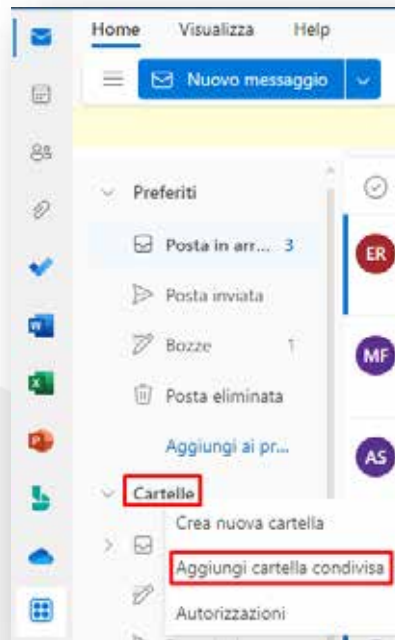 Home Visualizza Help
Nuovo messaggio
Preferiti
Posta in arr... 3
ER
Posta inviata
Bozze 1
MF
Posta eliminata
Aggiungi ai pr...
AS
Cartelle
Crea nuova cartella
Aggiungi cartella condivisa
Autorizzazioni